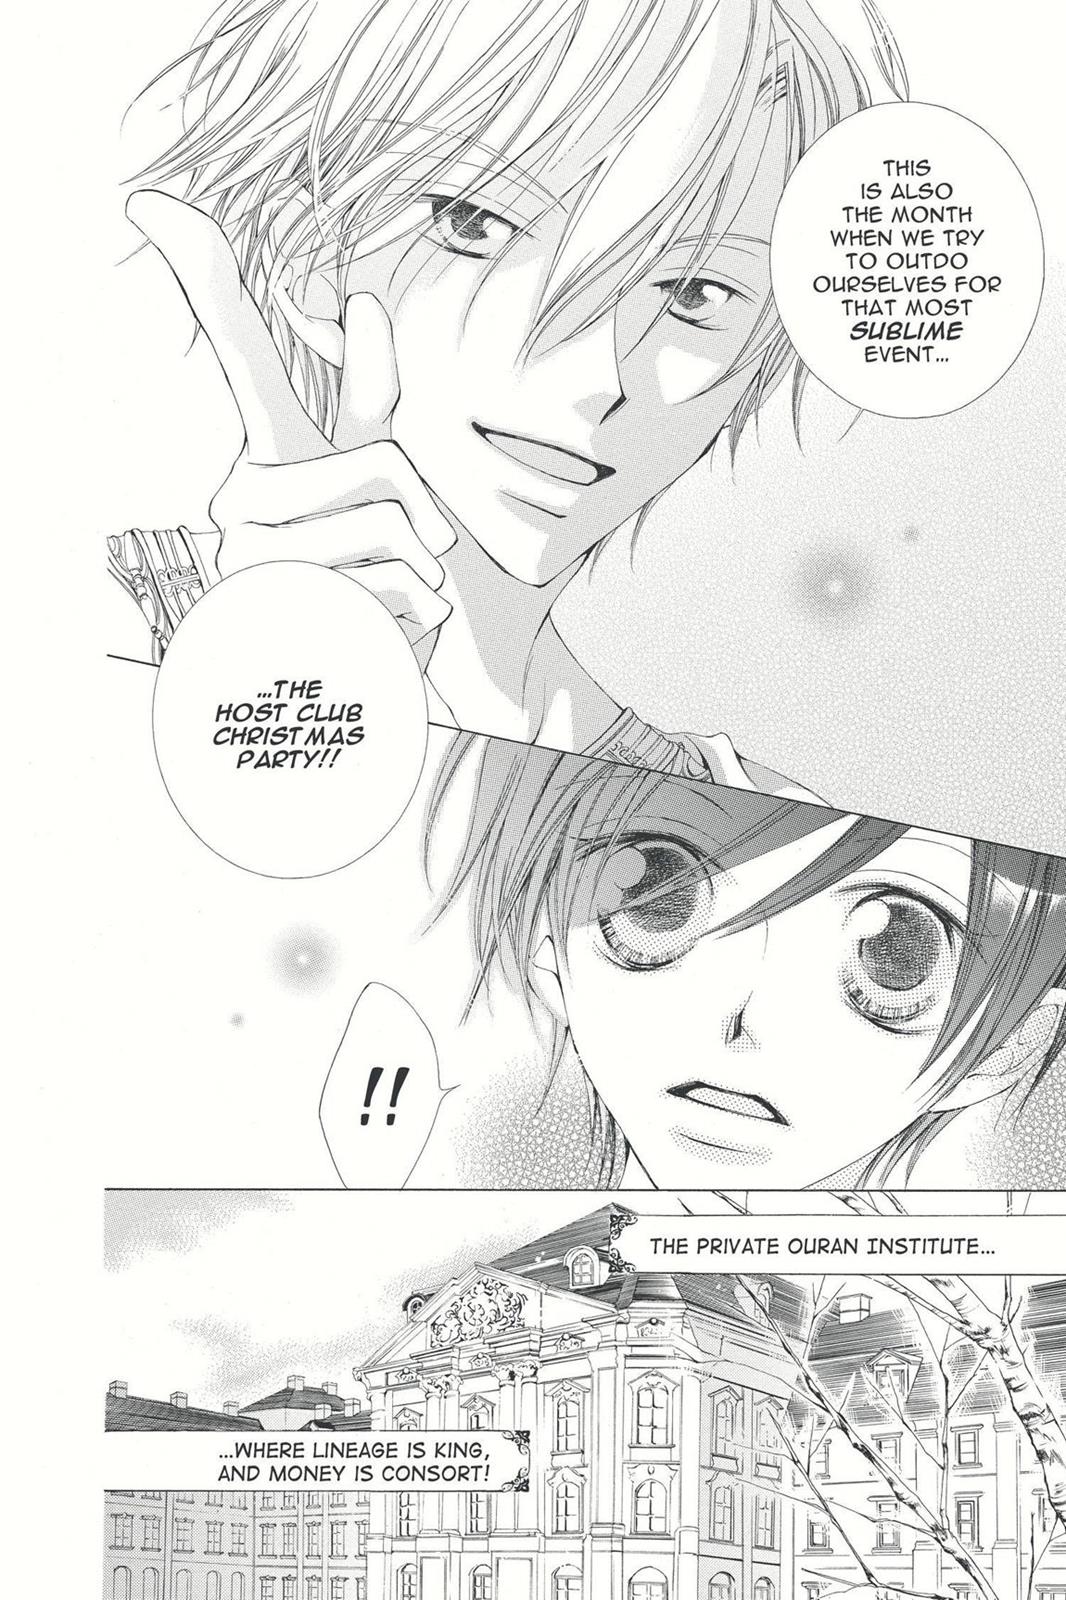 THIS
IS ALSO
THE MONTH
WHEN WE TRY
TO OUTDO
OURSELVES FOR
THAT MOST
SUBLIME
EVENT...
...THE
HOST CLUB
CHRISTMAS
PARTY!!
!!
THE PRIVATE OURAN INSTITUTE...
...WHERE LINEAGE IS KING,
AND MONEY IS CONSORT!